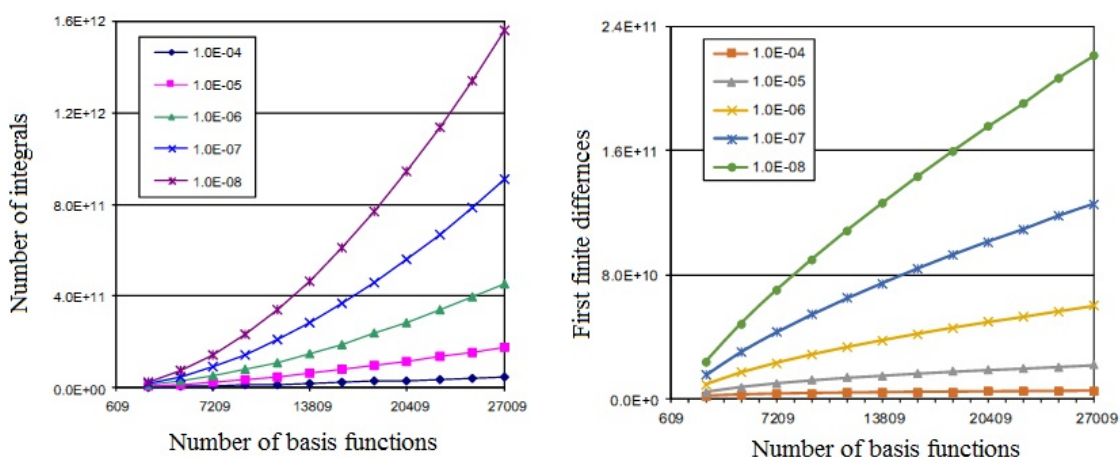 1.6E+12
1.2E+12
8.0E+11
4.0E+11
0.0E+00
Number of integrals
1.0E-04
1.0E-05
1.0E-06
1.0E-07
1.0E-08
609 7209 13809 20409 27009
Number of basis functions
2.4E+11
1.6E+11
8.0E+10
0.0E+0
First finite differnces
1.0E-04
1.0E-05
1.0E-06
1.0E-07
1.0E-08
609 7209 13809 20409 27009
Number of basis functions